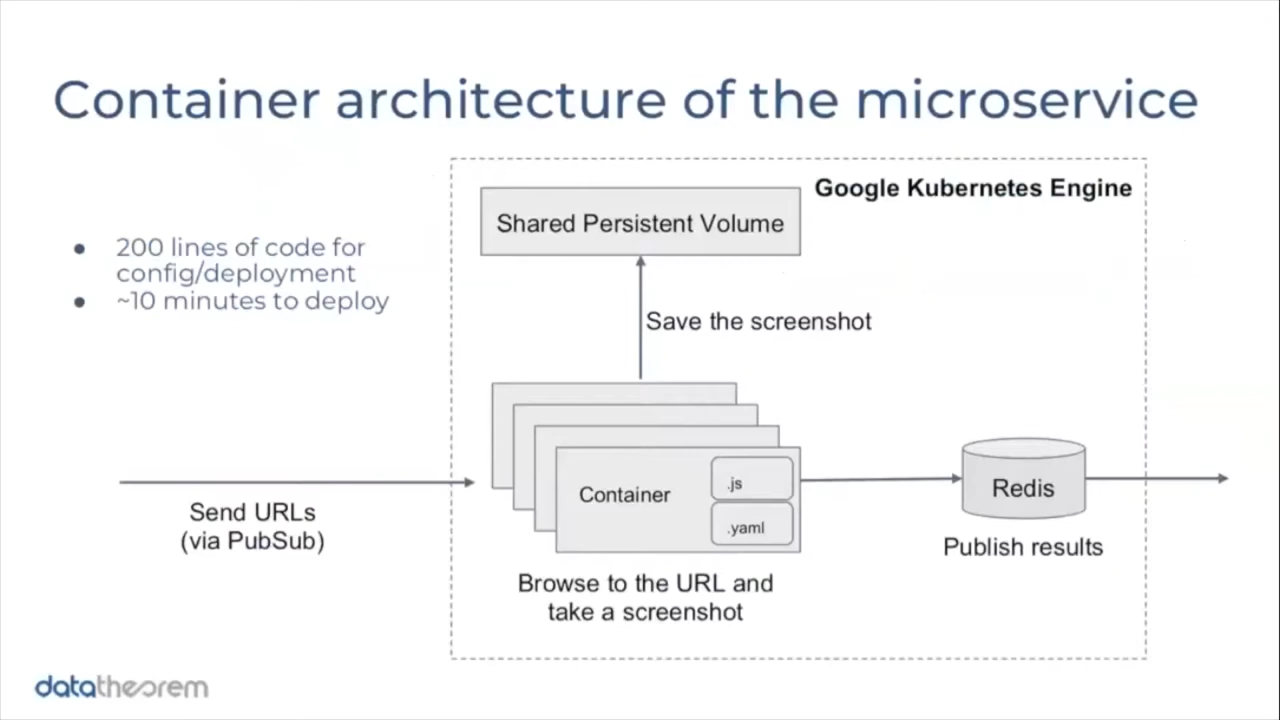 Container architecture of the microservice
Google Kubernetes Engine
Shared Persistent Volume
● 200 lines of code for
config/deployment
● ~10 minutes to deploy
Save the screenshot
Container
.js
.yaml
Redis
Send URLs
(via PubSub)
Publish results
Browse to the URL and
take a screenshot
datatheorem